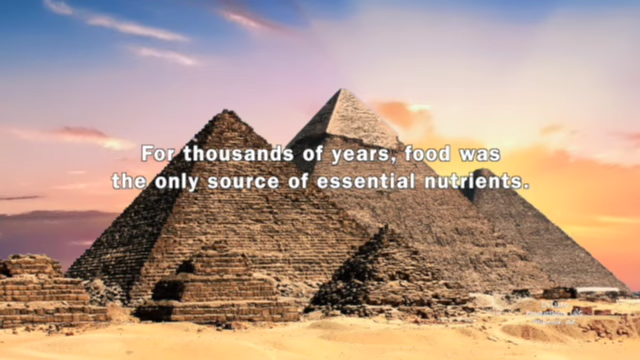 For thousands of years, food was
the only source of essential nutrients.